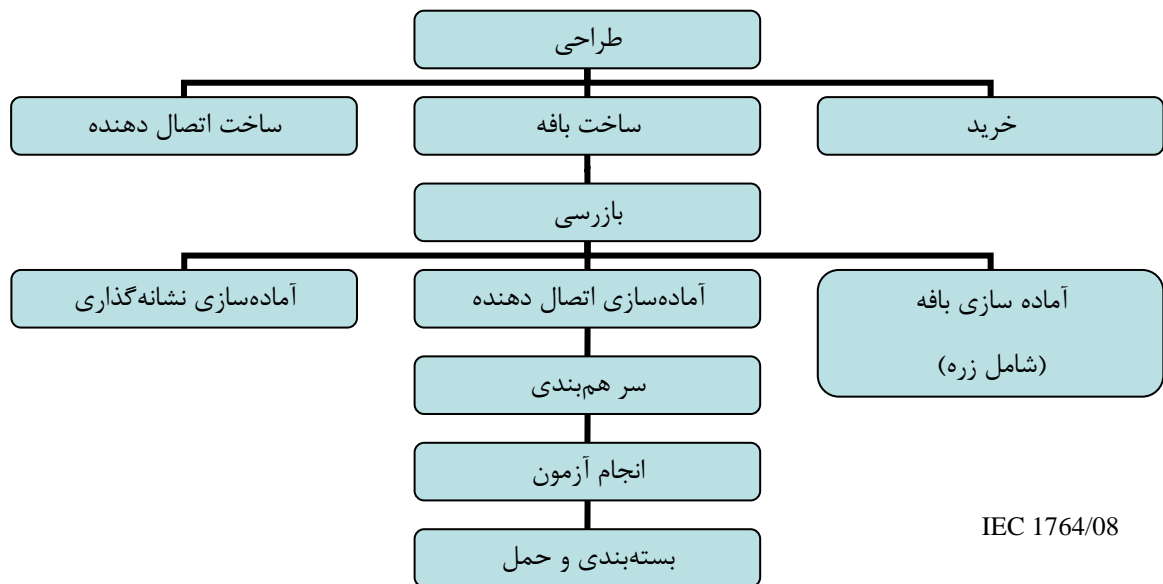 طراحی
خرید
ساخت بافه
ساخت اتصال دهنده
بازرسی
آماده سازی بافه
(شامل زره)
آماده‌سازی اتصال دهنده
آماده‌سازی نشانه‌گذاری
سر هم‌بندی
انجام آزمون
بسته‌بندی و حمل
IEC 1764/08